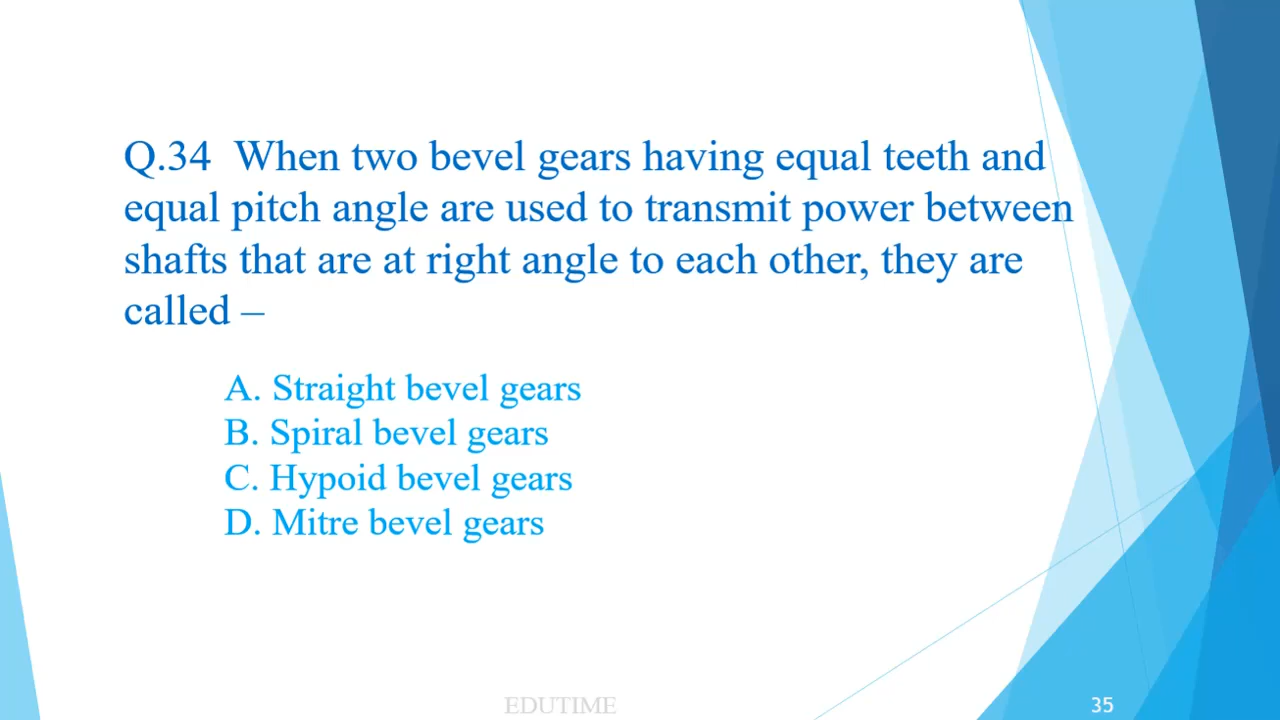 Q.34 When two bevel gears having equal teeth and
equal pitch angle are used to transmit power between
shafts that are at right angle to each other, they are
called –
A. Straight bevel gears
B. Spiral bevel gears
C. Hypoid bevel gears
D. Mitre bevel gears
EDUTIME
35